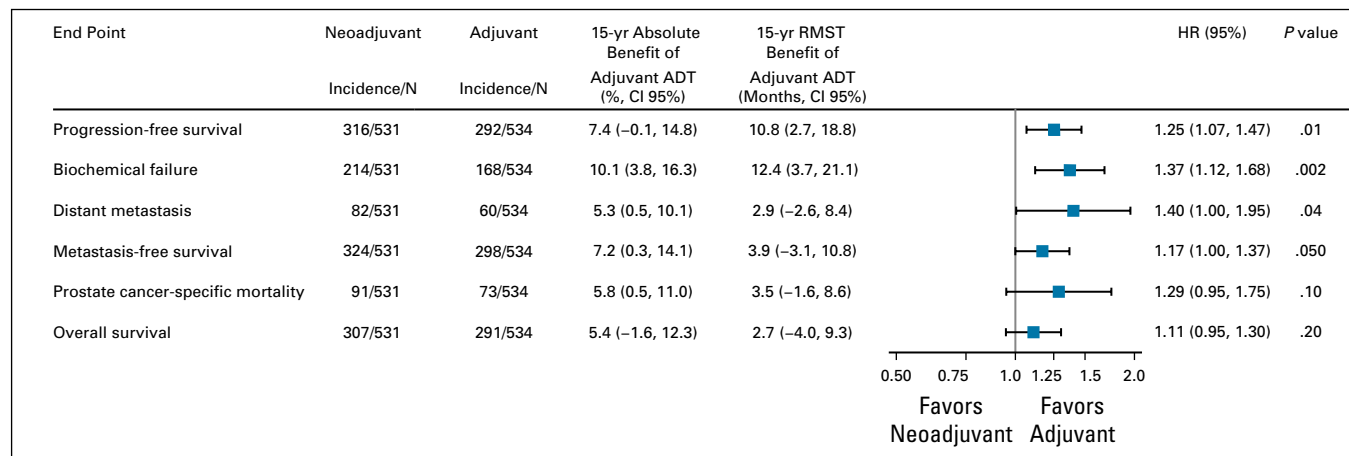 End Point Neoadjuvant Adjuvant 15-yr Absolute 15-yr RMST HR (95%) P value
Benefit of Benefit of
Incidence/N Incidence/N Adjuvant ADT Adjuvant ADT
(%, CI 95%) (Months, CI 95%)
Progression-free survival 316/531 292/534 7.4 (−0.1, 14.8) 10.8 (2.7, 18.8) 1.25 (1.07, 1.47) .01
Biochemical failure 214/531 168/534 10.1 (3.8, 16.3) 12.4 (3.7, 21.1) 1.37 (1.12, 1.68) .002
Distant metastasis 82/531 60/534 5.3 (0.5, 10.1) 2.9 (−2.6, 8.4) 1.40 (1.00, 1.95) .04
Metastasis-free survival 324/531 298/534 7.2 (0.3, 14.1) 3.9 (−3.1, 10.8) 1.17 (1.00, 1.37) .050
Prostate cancer-specific mortality 91/531 73/534 5.8 (0.5, 11.0) 3.5 (−1.6, 8.6) 1.29 (0.95, 1.75) .10
Overall survival 307/531 291/534 5.4 (−1.6, 12.3) 2.7 (−4.0, 9.3) 1.11 (0.95, 1.30) .20
0.50 0.75 1.0 1.25 1.5 2.0
Favors Favors
Neoadjuvant Adjuvant